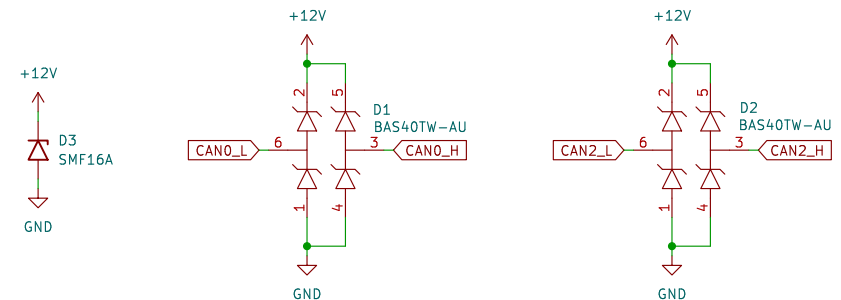 +12V
D3
SMF16A
GND
+12V
2
5
D1
BAS40TW-AU
CAN0_L
6
3
CAN0_H
1
4
GND
+12V
2
5
D2
BAS40TW-AU
CAN2_L
6
3
CAN2_H
1
4
GND